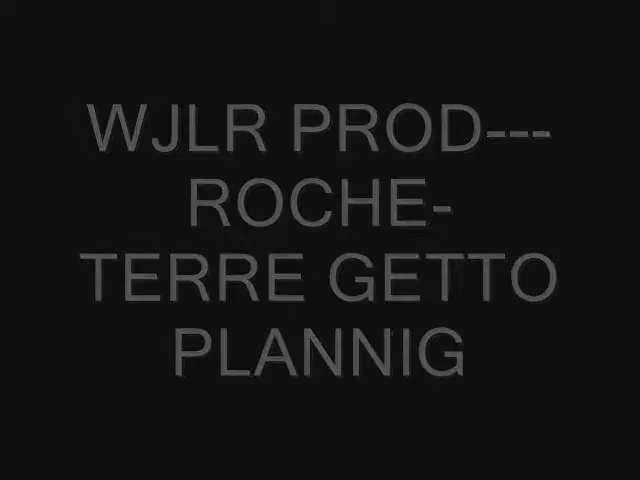 WJLR PROD---
ROCHE-
TERRE GETTO
PLANNIG